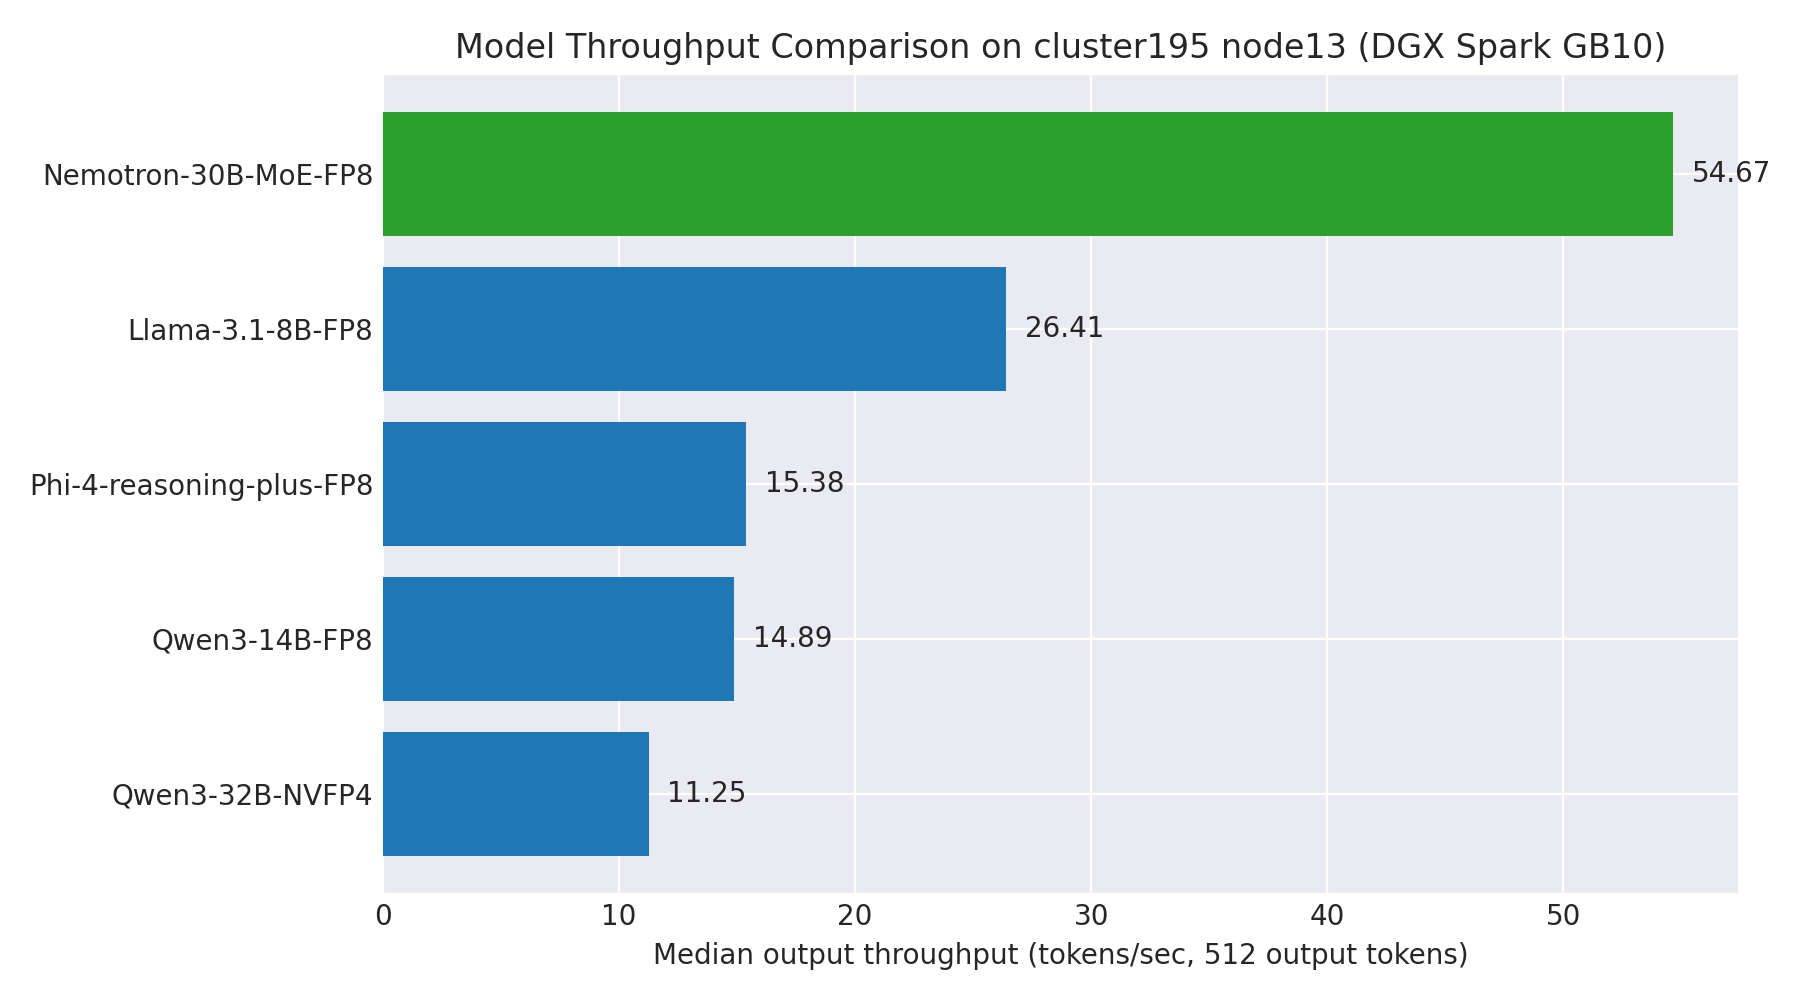 Model Throughput Comparison on cluster195 node13 (DGX Spark GB10)
Nemotron-30B-MoE-FP8
54.67
Llama-3.1-8B-FP8
26.41
Phi-4-reasoning-plus-FP8
15.38
Qwen3-14B-FP8
14.89
Qwen3-32B-NVFP4
11.25
0 10 20 30 40 50
Median output throughput (tokens/sec, 512 output tokens)